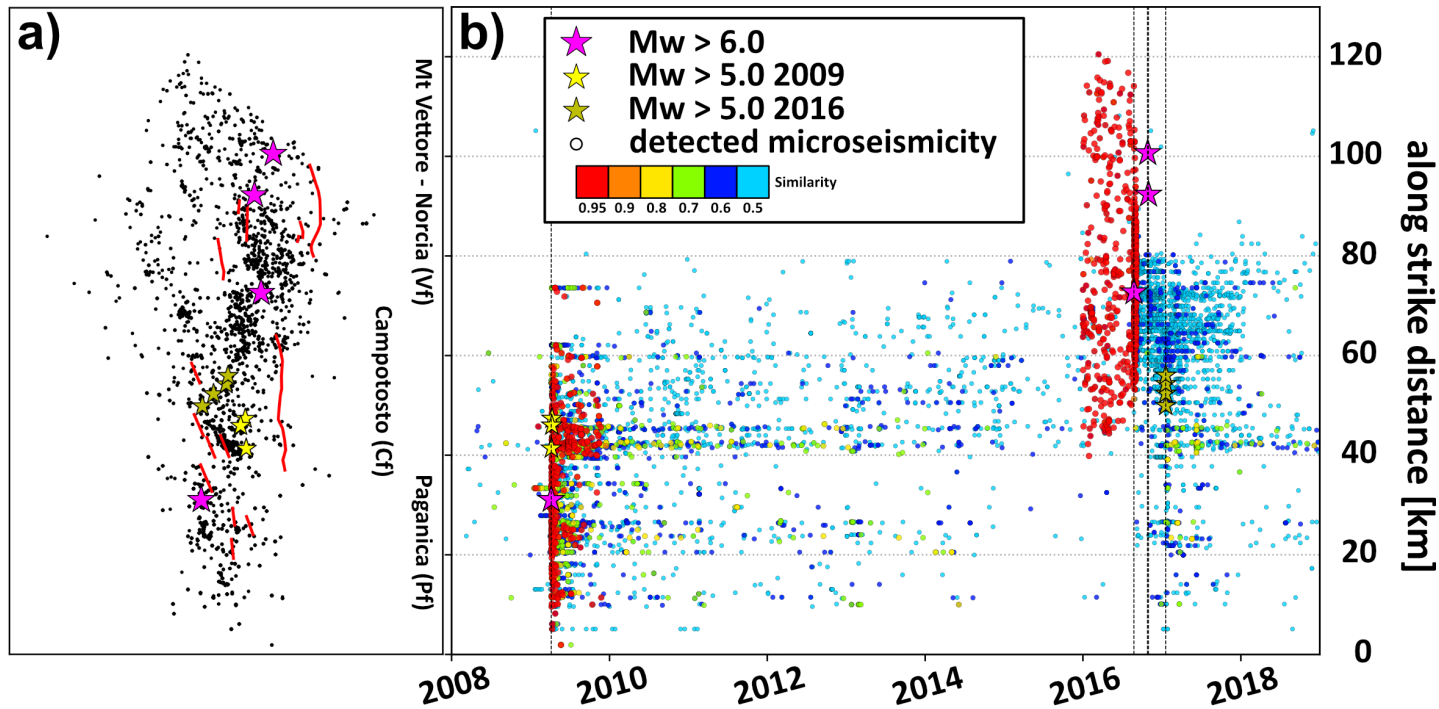 a)
Mt Vettore - Norcia (Vf)
Campotosto (Cf)
Paganica (Pf)
b)
Mw > 6.0
Mw > 5.0 2009
Mw > 5.0 2016
detected microseismicity
Similarity
0.95 0.9 0.8 0.7 0.6 0.5
120
100
80
60
40
20
0
along strike distance [km]
2008 2010 2012 2014 2016 2018